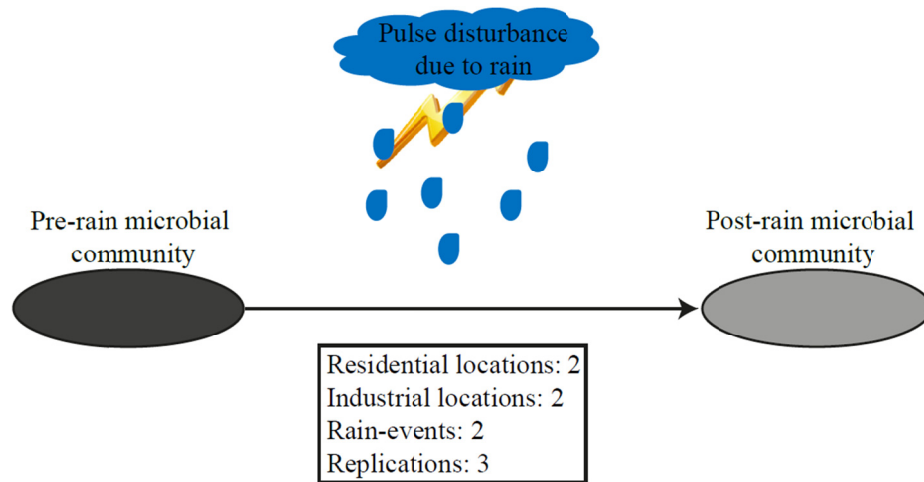 Pulse disturbance
due to rain
Pre-rain microbial
community
Post-rain microbial
community
Residential locations: 2
Industrial locations: 2
Rain-events: 2
Replications: 3